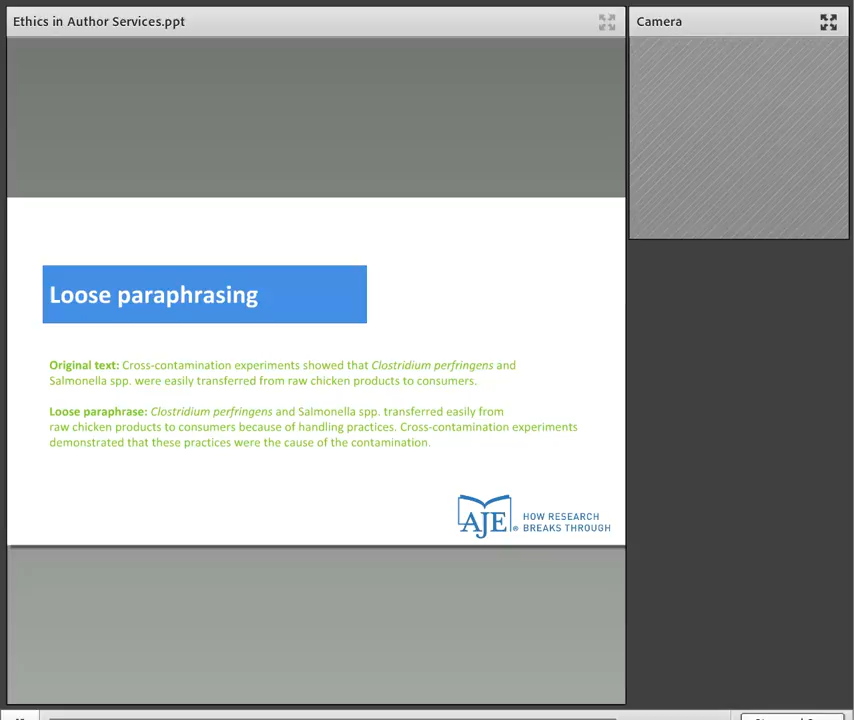 Ethics in Author Services.ppt
Camera
Loose paraphrasing
Original text: Cross-contamination experiments showed that Clostridium perfringens and
Salmonella spp. were easily transferred from raw chicken products to consumers.
Loose paraphrase: Clostridium perfringens and Salmonella spp. transferred easily from
raw chicken products to consumers because of handling practices. Cross-contamination experiments
demonstrated that these practices were the cause of the contamination.
AJE®
HOW RESEARCH
BREAKS THROUGH